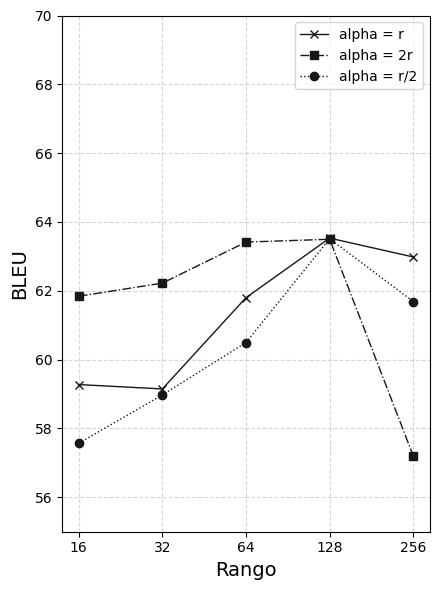 70
68
66
64
62
60
58
56
BLEU
alpha = r
alpha = 2r
alpha = r/2
16 32 64 128 256
Rango